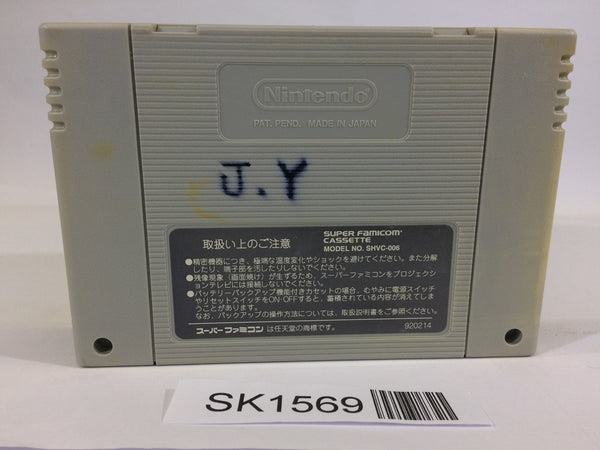 Nintendo
PAT. PEND. MADE IN JAPAN
J.Y
取扱い上のご注意
SUPER FAMICOM
CASSETTE
MODEL NO. SHVC-006
●精密機器につき、極端な温度変化やショックを避けてください。また分解
したり、端子部を汚したりしないでください。
●残像現象（画面焼け）が生ずるため、スーパーファミコンをプロジェクシ
ョンテレビには接続しないでください。
●バッテリーバックアップ機能付きカセットの場合、むやみに電源スイッチ
やリセットスイッチをON・OFFすると、蓄積されている内容が消えてしま
うことがあります。
なお、バックアップの操作方法については、取扱説明書をご参照ください。
スーパーファミコン は任天堂の商標です。
920214
SK1569